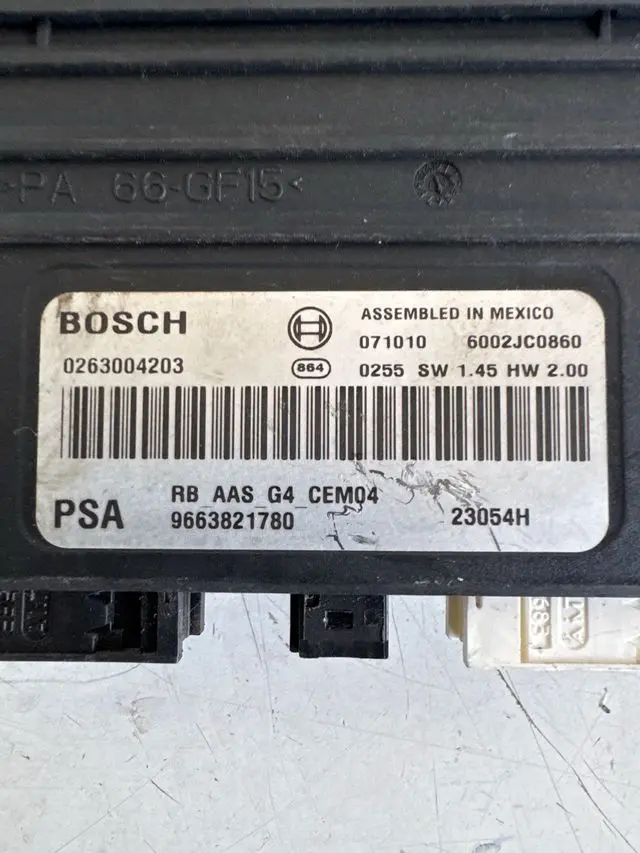 >PA 66-GF15<
BOSCH
ASSEMBLED IN MEXICO
071010 6002JC0860
0263004203
864
0255 SW 1.45 HW 2.00
RB_AAS_G4_CEM04
PSA
9663821780
23054H